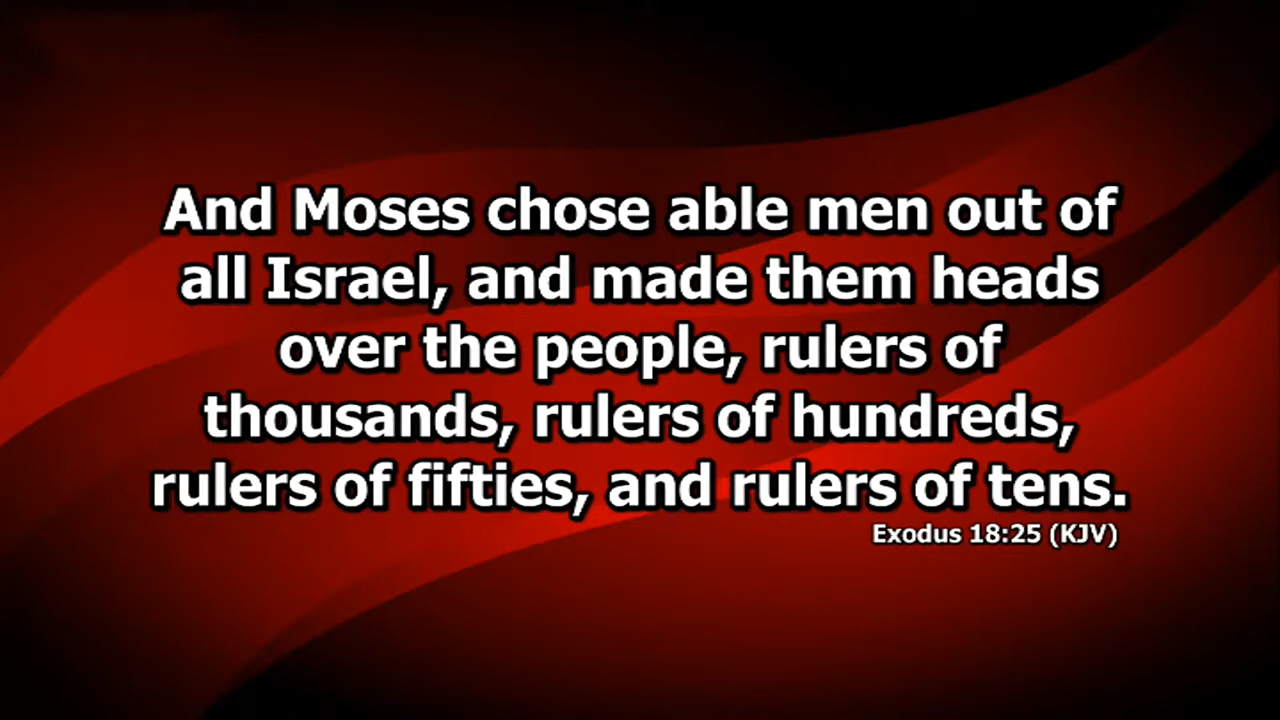 And Moses chose able men out of
all Israel, and made them heads
over the people, rulers of
thousands, rulers of hundreds,
rulers of fifties, and rulers of tens.
Exodus 18:25 (KJV)